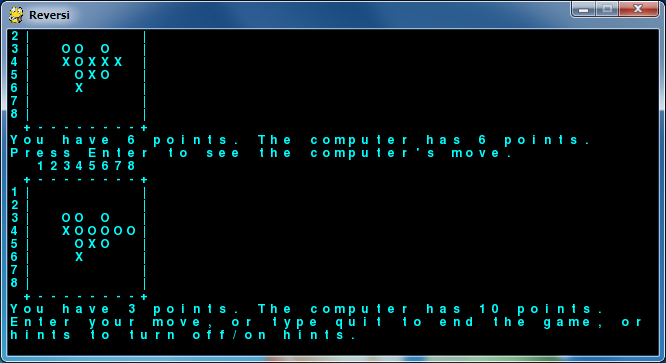 Reversi
2 |        |
3 |  OO O  |
4 |  XOXXX |
5 |   OXO  |
6 |   X    |
7 |        |
8 |        |
+---------+
You have 6 points. The computer has 6 points.
Press Enter to see the computer's move.
12345678
+---------+
1 |        |
2 |        |
3 |  OO O  |
4 |  XOOOOO|
5 |   OXO  |
6 |   X    |
7 |        |
8 |        |
+---------+
You have 3 points. The computer has 10 points.
Enter your move, or type quit to end the game, or
hints to turn off/on hints.